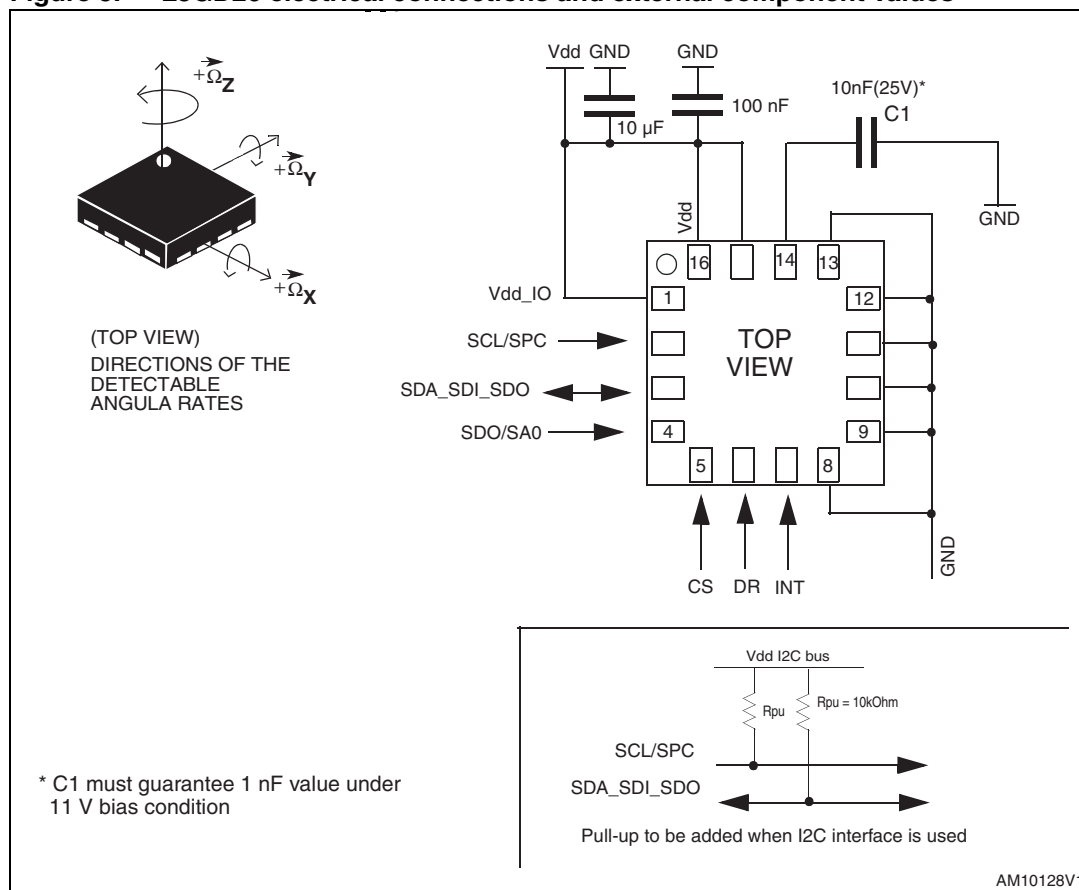 +ΩZ
+ΩY
+ΩX
(TOP VIEW)
DIRECTIONS OF THE
DETECTABLE
ANGULA RATES
Vdd GND
GND
10 µF
100 nF
10nF(25V)*
C1
GND
Vdd
16
14
13
Vdd_IO
1
12
SCL/SPC
TOP
VIEW
SDA_SDI_SDO
SDO/SA0
4
9
5
8
GND
CS DR INT
Vdd I2C bus
Rpu
Rpu = 10kOhm
SCL/SPC
SDA_SDI_SDO
Pull-up to be added when I2C interface is used
* C1 must guarantee 1 nF value under
11 V bias condition
AM10128V1